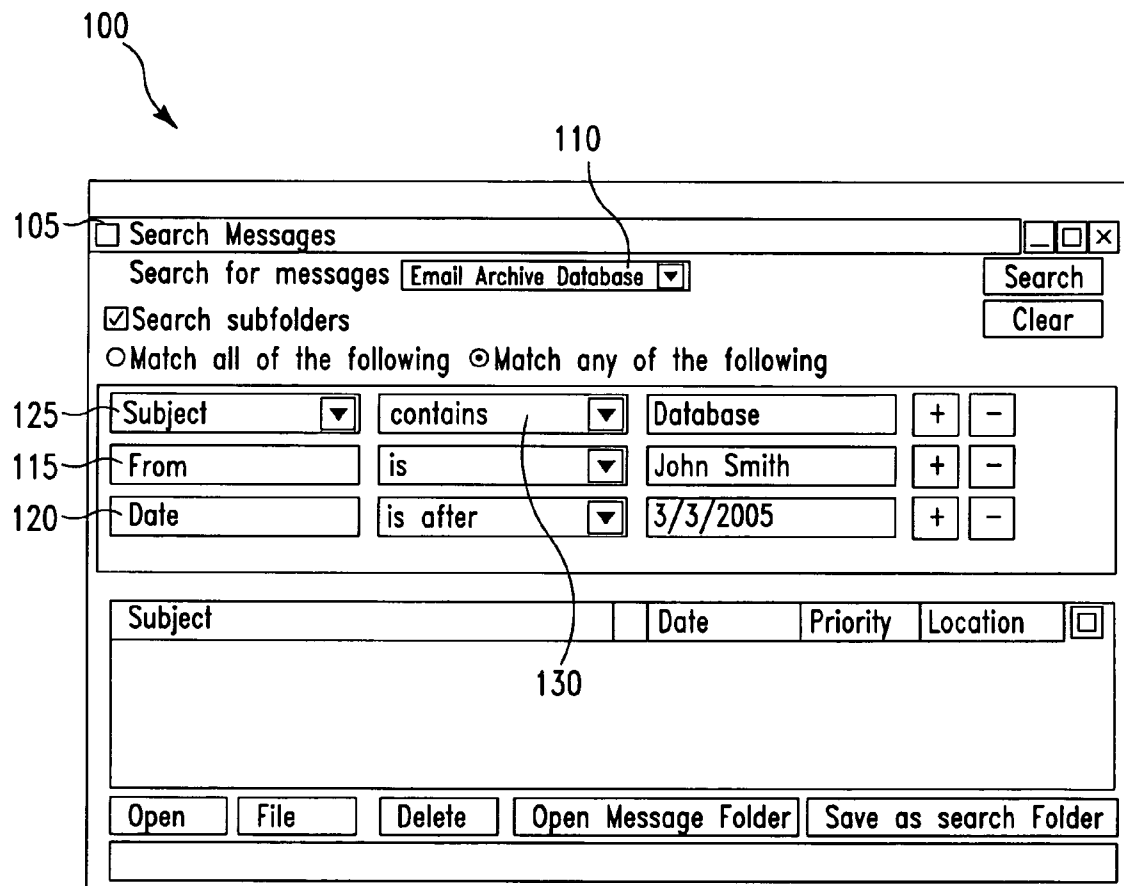 100
110
105 Search Messages
Search for messages Email Archive Database Search
Search subfolders Clear
Match all of the following Match any of the following
125 Subject contains Database + -
115 From is John Smith + -
120 Date is after 3/3/2005 + -
Subject Date Priority Location
130
Open File Delete Open Message Folder Save as search Folder